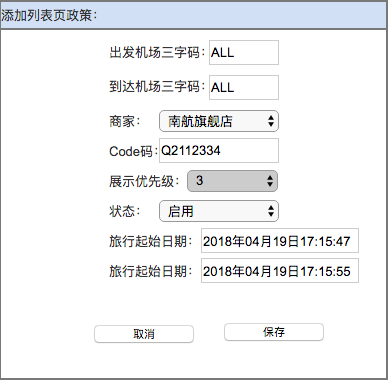 添加列表页政策：
出发机场三字码：ALL
到达机场三字码：ALL
商家： 南航旗舰店
Code码：Q2112334
展示优先级： 3
状态： 启用
旅行起始日期： 2018年04月19日17:15:47
旅行起始日期： 2018年04月19日17:15:55
取消 保存